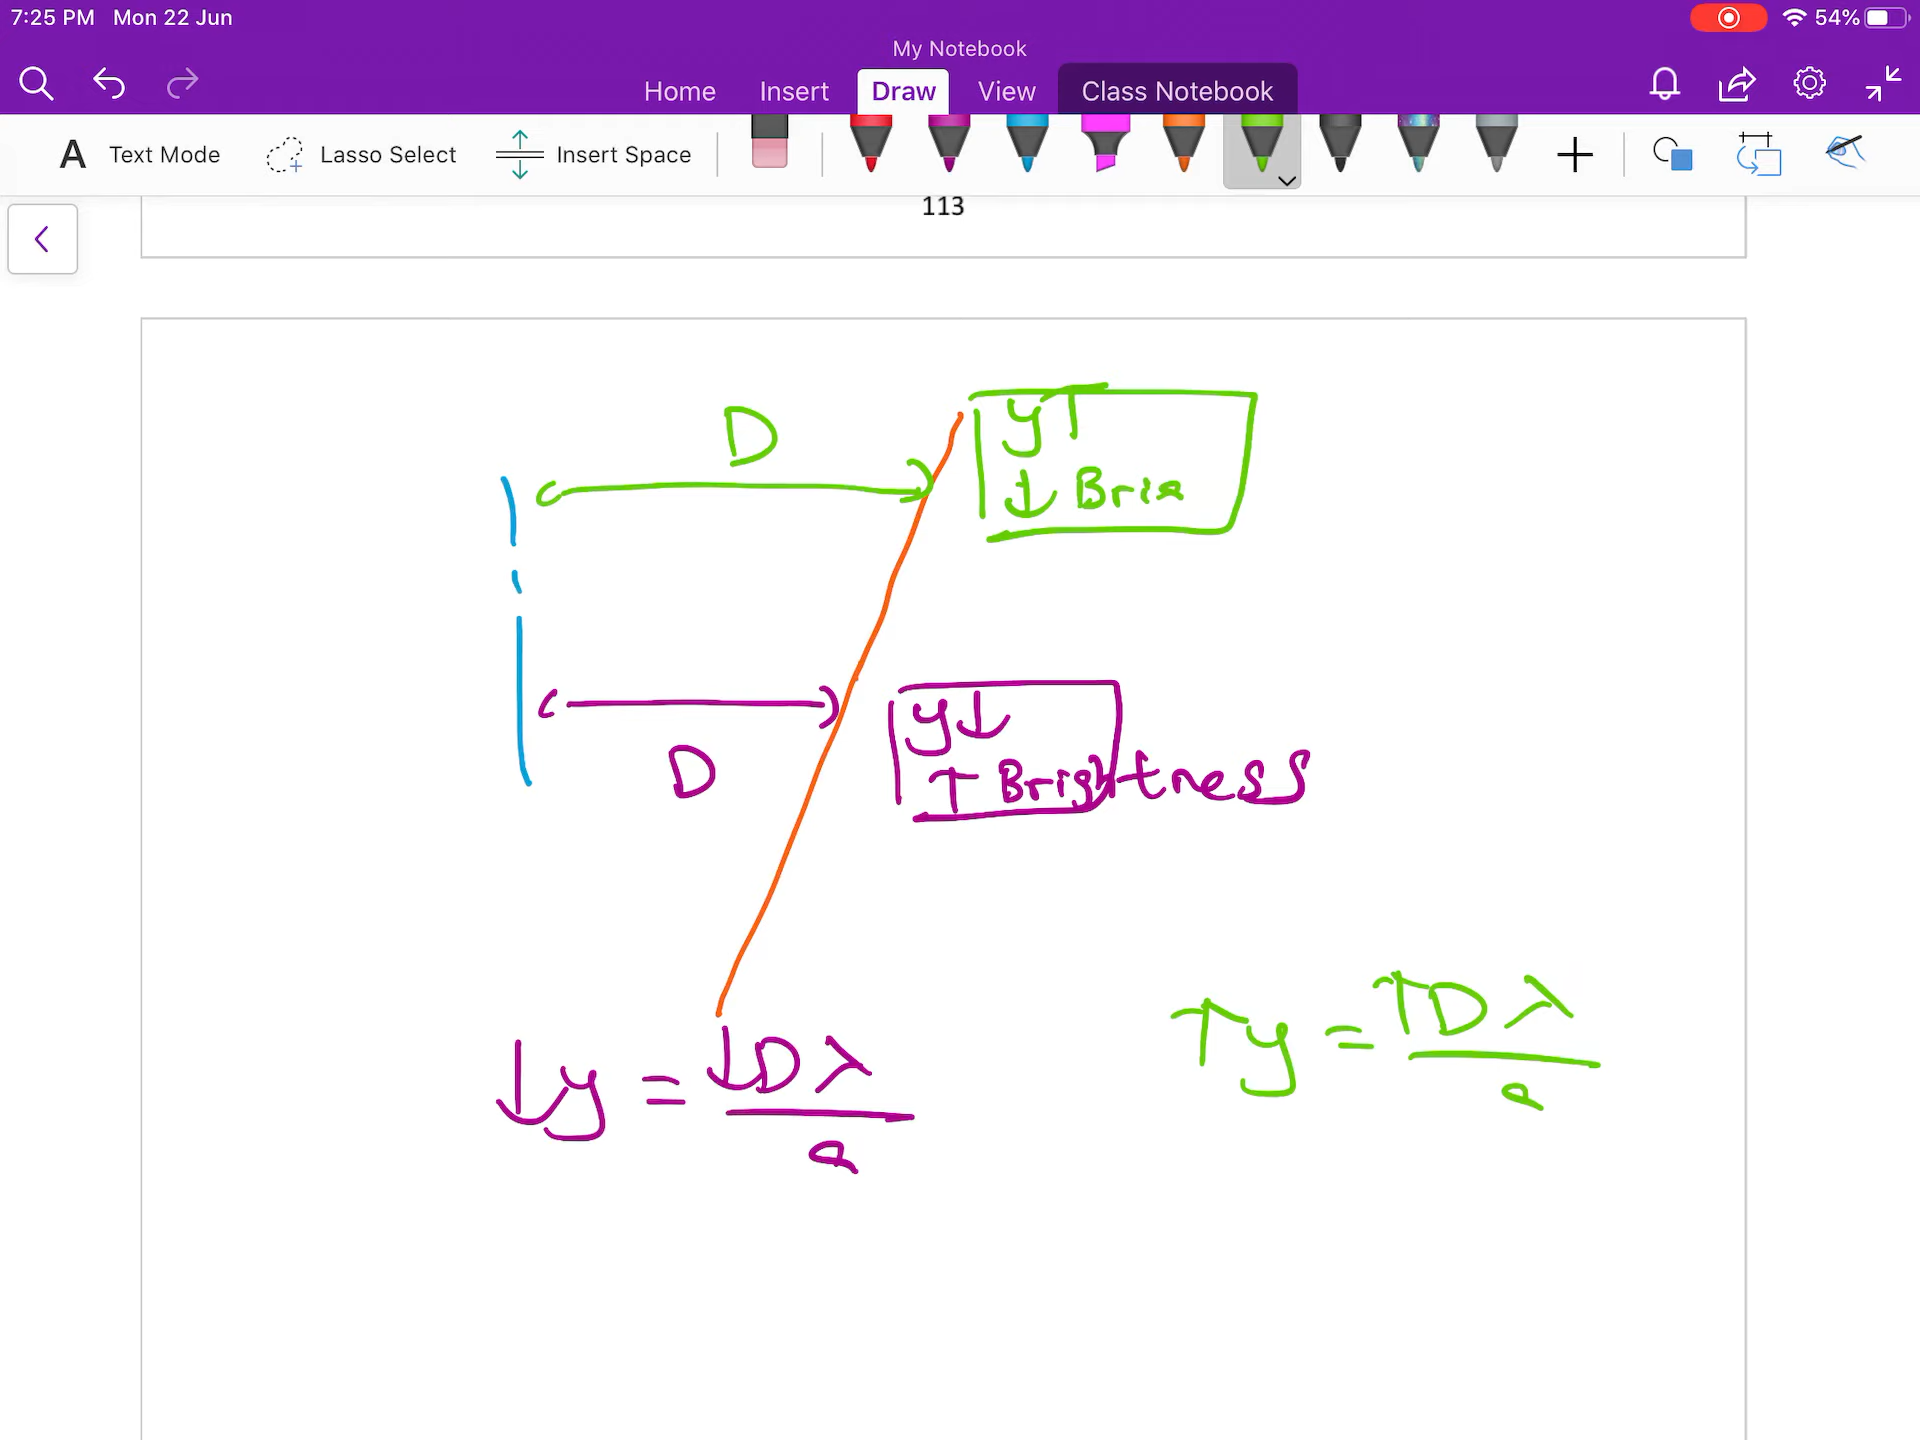 7:25 PM Mon 22 Jun
54%
My Notebook
Home Insert Draw View Class Notebook
A Text Mode Lasso Select Insert Space
113
D
y↑
↓ Bri
D
y↓
↑ Brightness
↓y = ↓Dλ
a
↑y = ↑Dλ
a